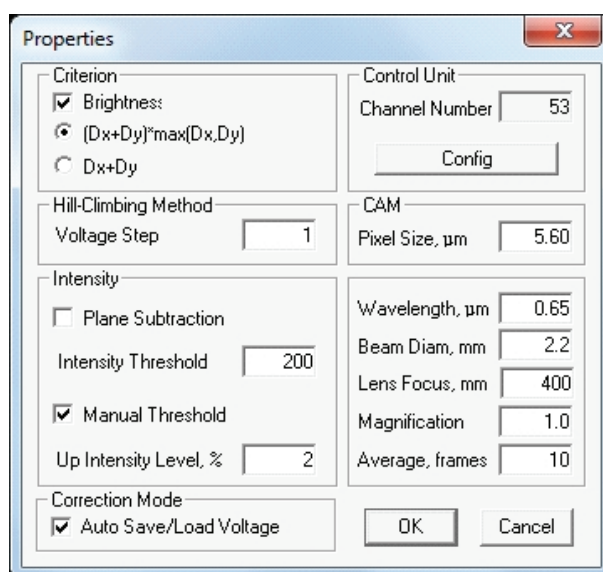 Properties
x
Criterion
Brightness
(Dx+Dy)*max(Dx,Dy)
Dx+Dy
Control Unit
Channel Number 53
Config
Hill-Climbing Method
Voltage Step 1
CAM
Pixel Size, µm 5.60
Intensity
Plane Subtraction
Intensity Threshold 200
Manual Threshold
Up Intensity Level, % 2
Wavelength, µm 0.65
Beam Diam, mm 2.2
Lens Focus, mm 400
Magnification 1.0
Average, frames 10
Correction Mode
Auto Save/Load Voltage
OK
Cancel